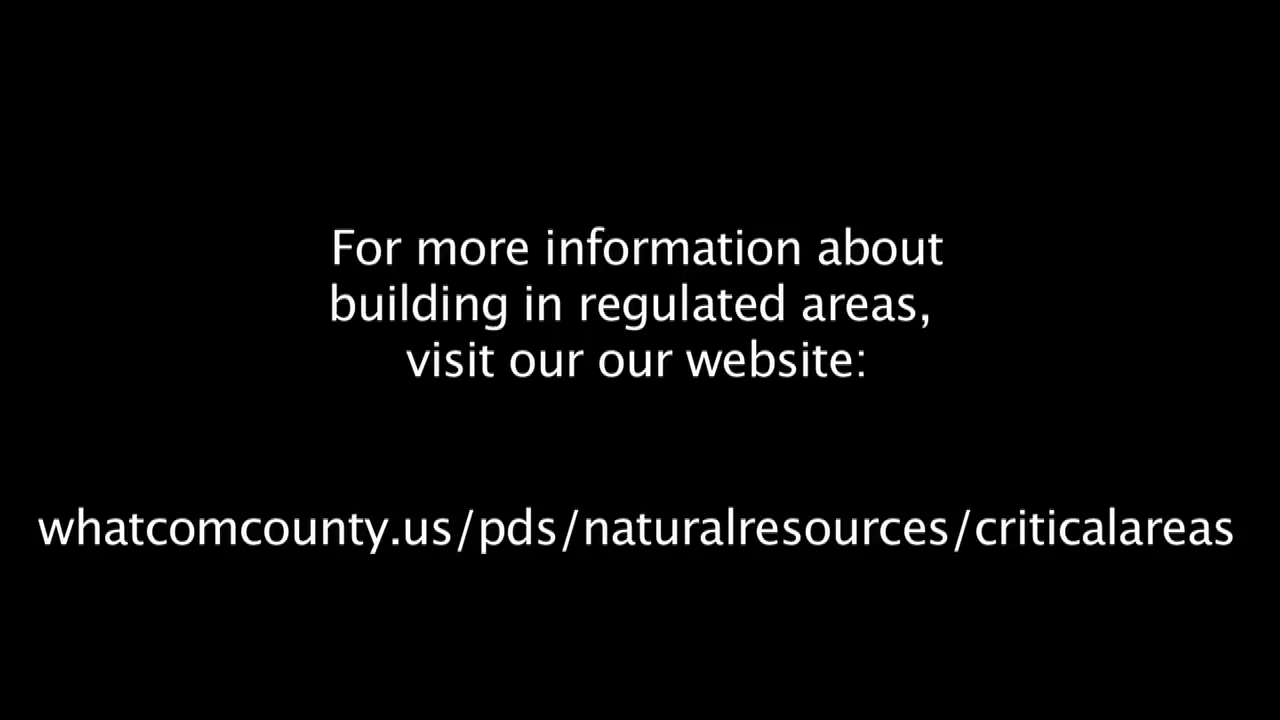 For more information about
building in regulated areas,
visit our our website:
whatcomcounty.us/pds/naturalresources/criticalareas